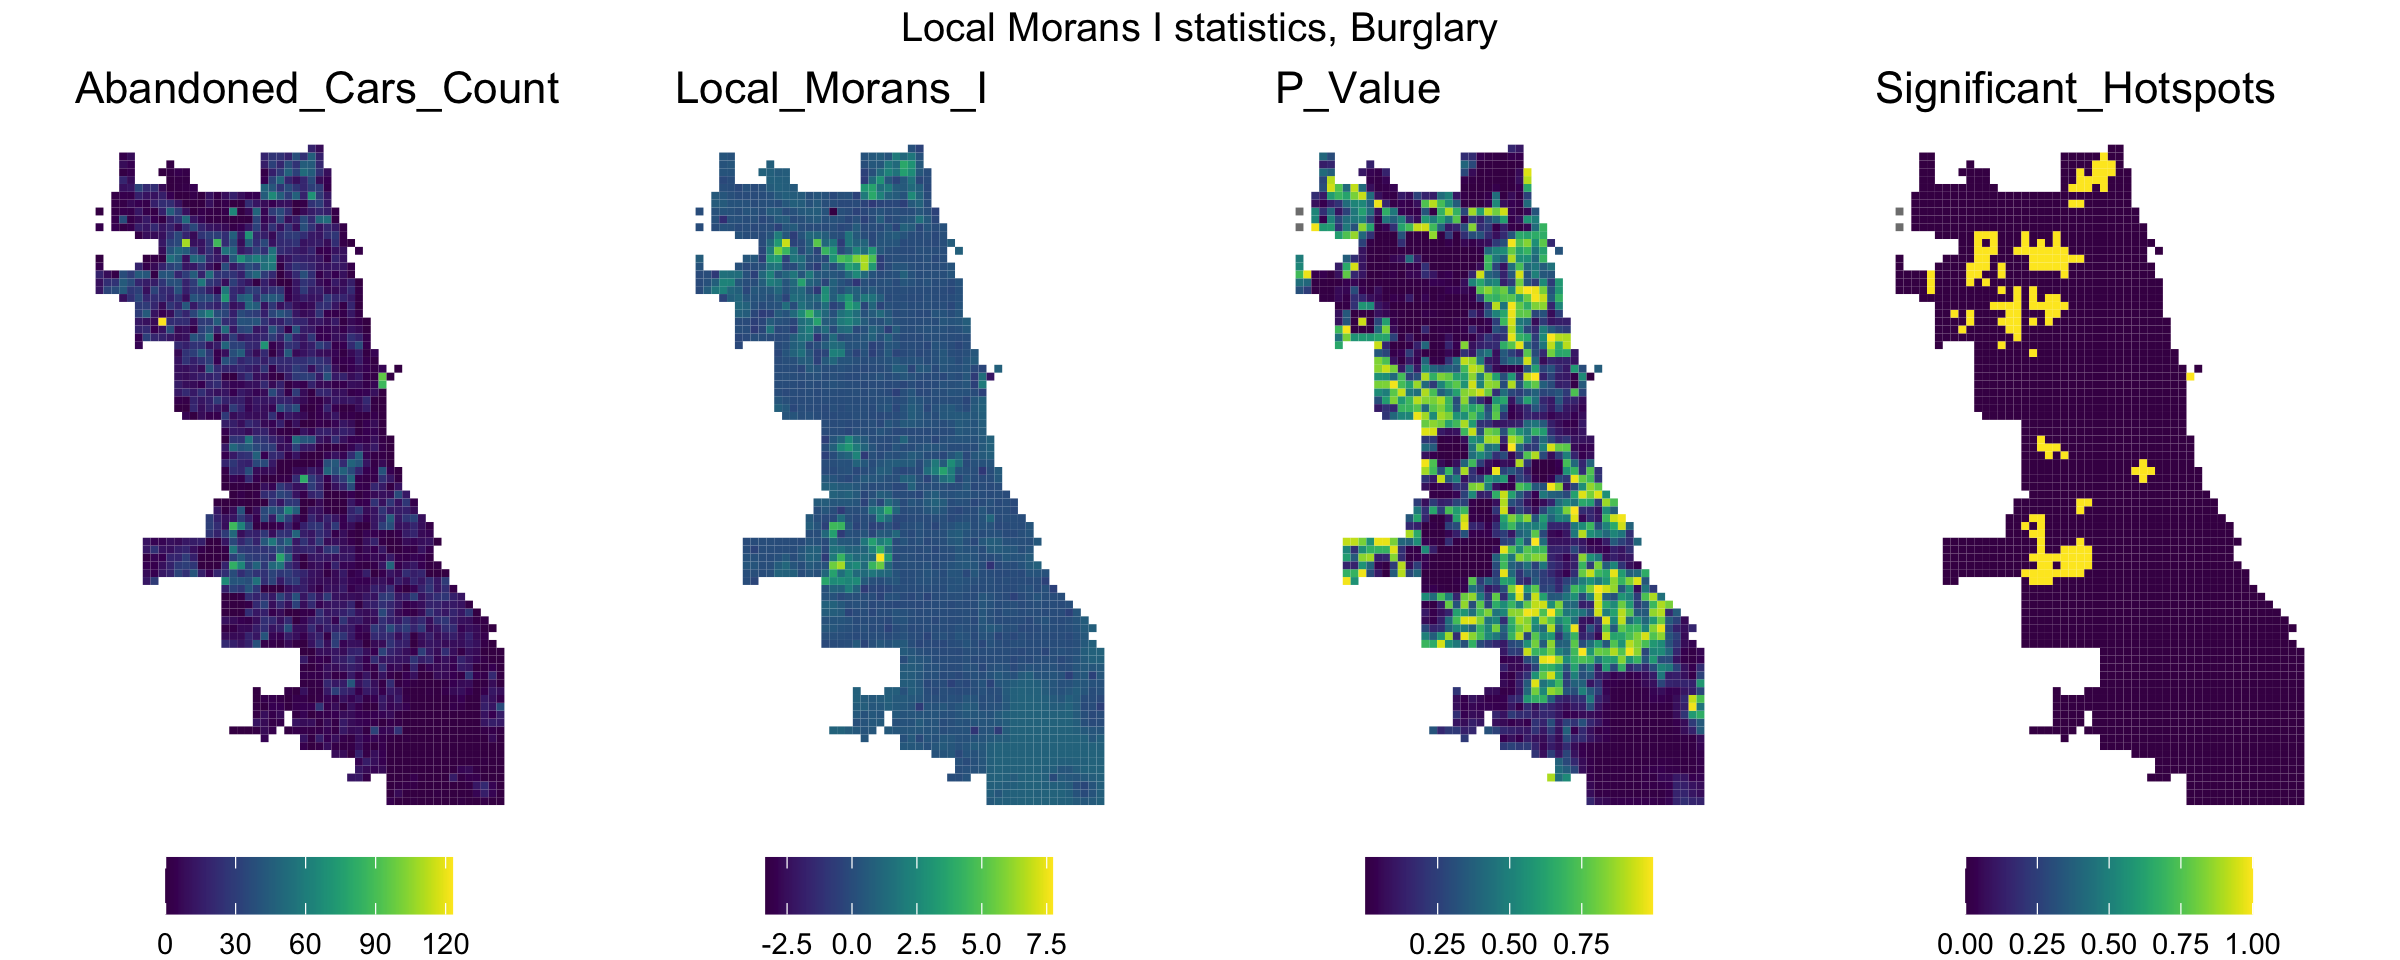 Local Morans I statistics, Burglary
Abandoned_Cars_Count
Local_Morans_I
P_Value
Significant_Hotspots
0 30 60 90 120
-2.5 0.0 2.5 5.0 7.5
0.25 0.50 0.75
0.00 0.25 0.50 0.75 1.00